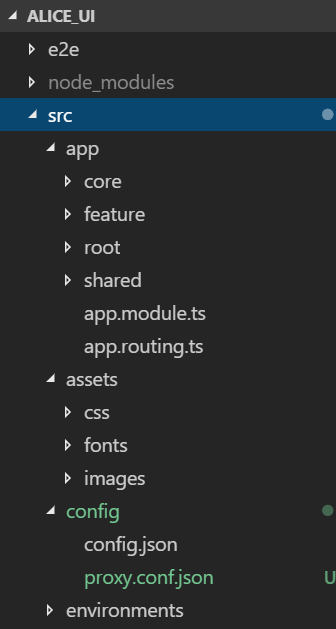 ALICE_UI
e2e
node_modules
src
app
core
feature
root
shared
app.module.ts
app.routing.ts
assets
css
fonts
images
config
config.json
proxy.conf.json U
environments